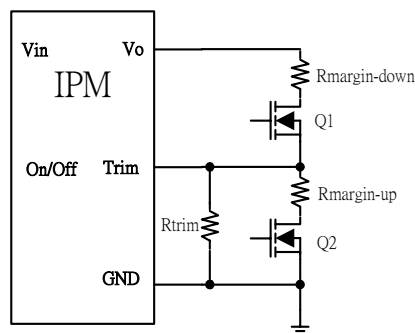 Vin
Vo
IPM
Rmargin-down
Q1
On/Off
Trim
Rmargin-up
Rtrim
Q2
GND